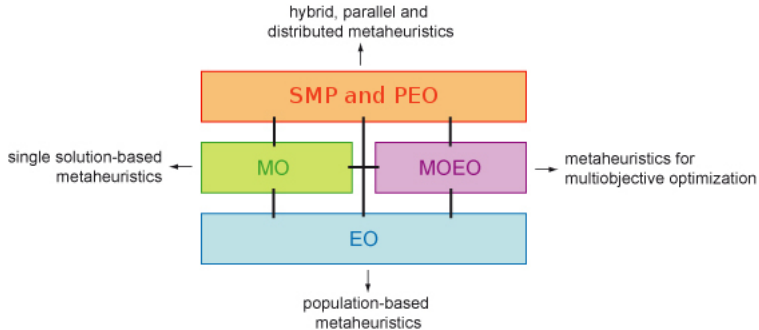 hybrid, parallel and
distributed metaheuristics
SMP and PEO
single solution-based
metaheuristics
MO
MOEO
metaheuristics for
multiobjective optimization
EO
population-based
metaheuristics